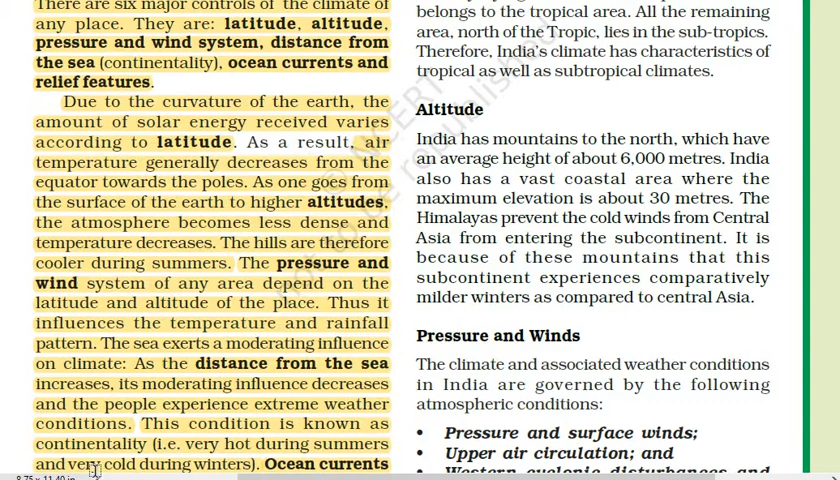 There are six major controls of the climate of
any place. They are: latitude, altitude,
pressure and wind system, distance from
the sea (continentality), ocean currents and
relief features.
Due to the curvature of the earth, the
amount of solar energy received varies
according to latitude. As a result, air
temperature generally decreases from the
equator towards the poles. As one goes from
the surface of the earth to higher altitudes,
the atmosphere becomes less dense and
temperature decreases. The hills are therefore
cooler during summers. The pressure and
wind system of any area depend on the
latitude and altitude of the place. Thus it
influences the temperature and rainfall
pattern. The sea exerts a moderating influence
on climate: As the distance from the sea
increases, its moderating influence decreases
and the people experience extreme weather
conditions. This condition is known as
continentality (i.e. very hot during summers
and very cold during winters). Ocean currents
8.75 x 11.40 in
belongs to the tropical area. All the remaining
area, north of the Tropic, lies in the sub-tropics.
Therefore, India's climate has characteristics of
tropical as well as subtropical climates.
Altitude
India has mountains to the north, which have
an average height of about 6,000 metres. India
also has a vast coastal area where the
maximum elevation is about 30 metres. The
Himalayas prevent the cold winds from Central
Asia from entering the subcontinent. It is
because of these mountains that this
subcontinent experiences comparatively
milder winters as compared to central Asia.
Pressure and Winds
The climate and associated weather conditions
in India are governed by the following
atmospheric conditions:
• Pressure and surface winds;
• Upper air circulation; and
• Western cyclonic disturbances and
© NCERT
not to be republished